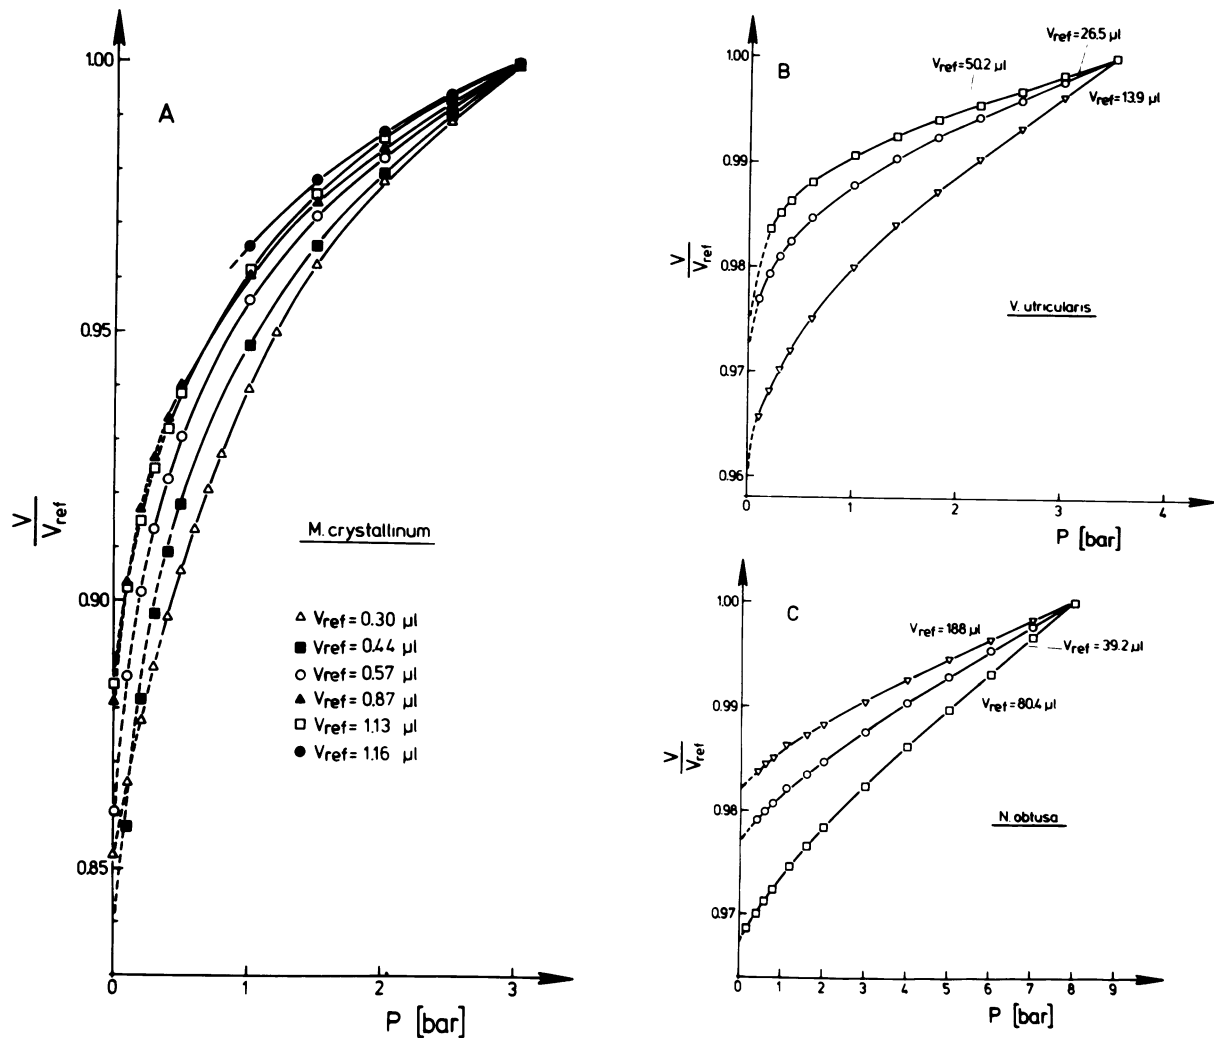 A
1.00
0.95
0.90
0.85
V
Vref
M. crystallinum
Vref = 0.30 µl
Vref = 0.44 µl
Vref = 0.57 µl
Vref = 0.87 µl
Vref = 1.13 µl
Vref = 1.16 µl
0 1 2 3
P [bar]
B
Vref = 26.5 µl
Vref = 50.2 µl
Vref = 13.9 µl
1.00
0.99
0.98
0.97
0.96
V
Vref
V. utricularis
0 1 2 3 4
P [bar]
C
Vref = 188 µl
Vref = 39.2 µl
Vref = 80.4 µl
1.00
0.99
0.98
0.97
V
Vref
N. obtusa
0 1 2 3 4 5 6 7 8 9
P [bar]